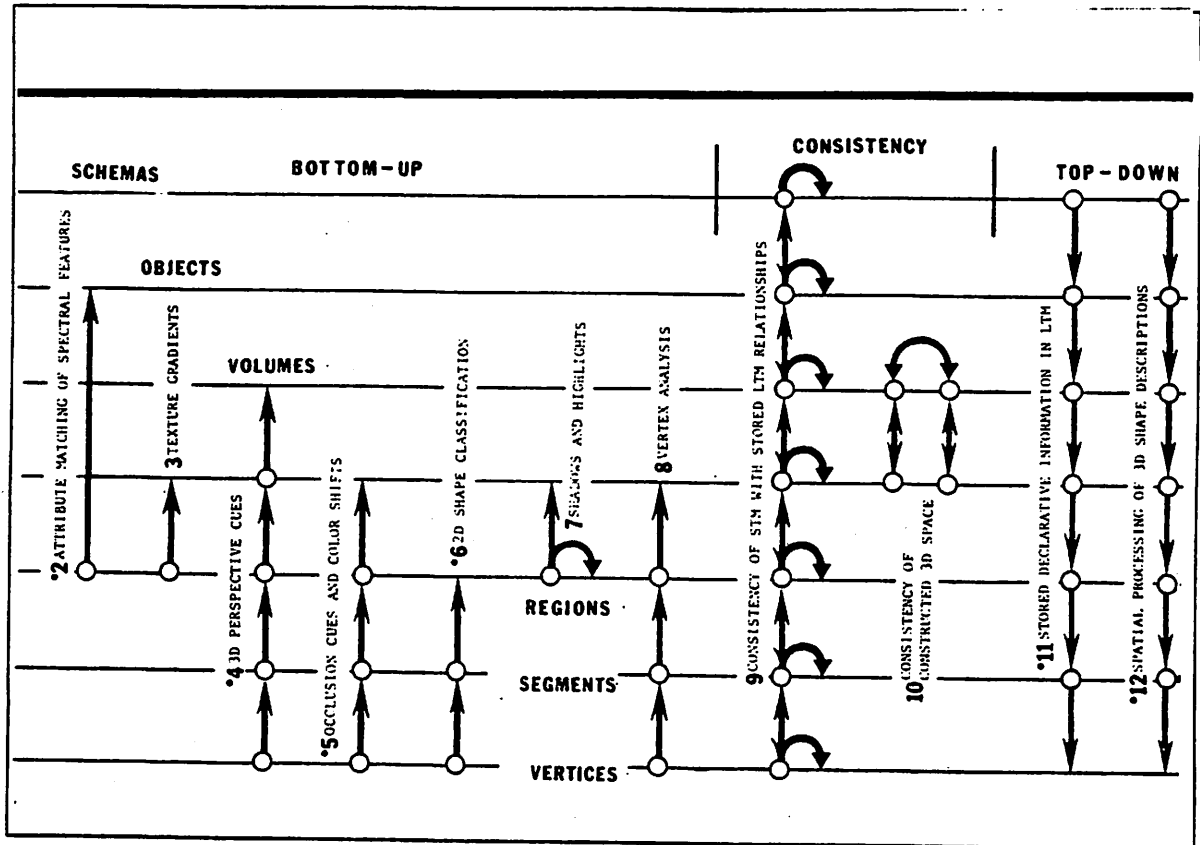 CONSISTENCY
SCHEMAS
BOTTOM-UP
TOP-DOWN
OBJECTS
VOLUMES
REGIONS
SEGMENTS
VERTICES
*2 ATTRIBUTE MATCHING OF SPECTRAL FEATURES
3 TEXTURE GRADIENTS
*4 3D PERSPECTIVE CUES
*5 OCCLUSION CUES AND COLOR SHIFTS
*6 2D SHAPE CLASSIFICATION
7 SHADOWS AND HIGHLIGHTS
8 VERTEX ANALYSIS
9 CONSISTENCY OF STM WITH STORED LTM RELATIONSHIPS
10 CONSISTENCY OF
CONSTRUCTED 3D SPACE
*11 STORED DECLARATIVE INFORMATION IN LTM
*12 SPATIAL PROCESSING OF 3D SHAPE DESCRIPTIONS